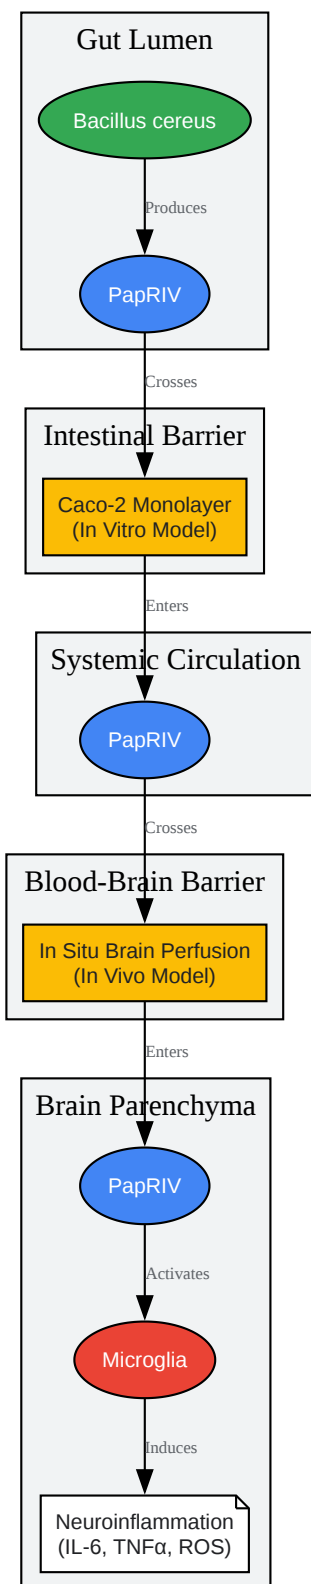 Gut Lumen
Bacillus cereus
Produces
PapRIV
Crosses
Intestinal Barrier
Caco-2 Monolayer
(In Vitro Model)
Enters
Systemic Circulation
PapRIV
Crosses
Blood-Brain Barrier
In Situ Brain Perfusion
(In Vivo Model)
Enters
Brain Parenchyma
PapRIV
Activates
Microglia
Induces
Neuroinflammation
(IL-6, TNFα, ROS)